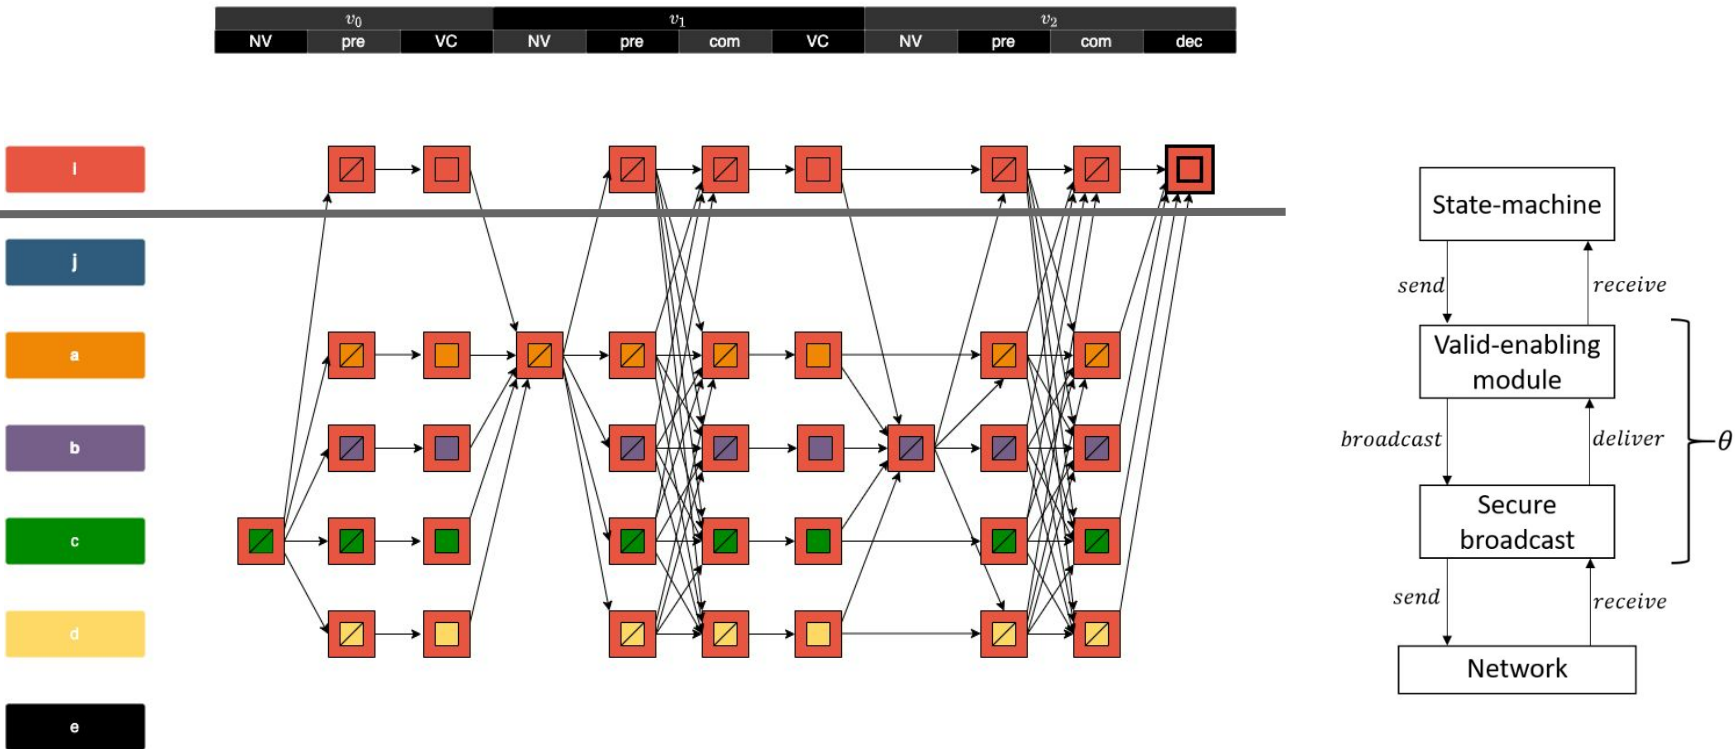 v₀ v₁ v₂
NV pre VC NV pre com VC NV pre com dec
I
j
a
b
c
d
e
State-machine
send receive
Valid-enabling
module
broadcast deliver
θ
Secure
broadcast
send receive
Network